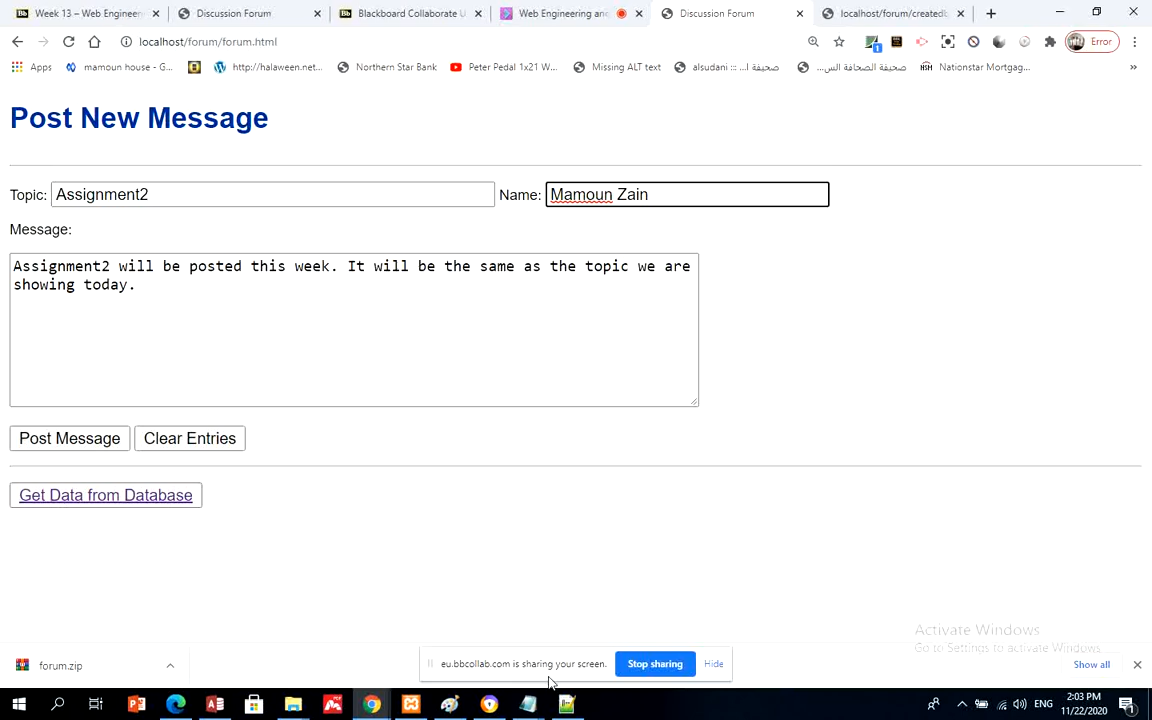 Week 13 – Web Engineer
Discussion Forum
Blackboard Collaborate U
Web Engineering and
Discussion Forum
localhost/forum/createdb
localhost/forum/forum.html
Error
Apps
mamoun house - G...
http://halaween.net...
Northern Star Bank
Peter Pedal 1x21 W...
Missing ALT text
alsudani ::: صحيفة ا...
صحيفة الصحافة الس...
Nationstar Mortgag...
Post New Message
Topic: Assignment2 Name: Mamoun Zain
Message:
Assignment2 will be posted this week. It will be the same as the topic we are
showing today.
Post Message Clear Entries
Get Data from Database
Activate Windows
Go to Settings to activate Windows.
forum.zip
eu.bbcollab.com is sharing your screen. Stop sharing Hide
Show all
ENG
2:03 PM
11/22/2020